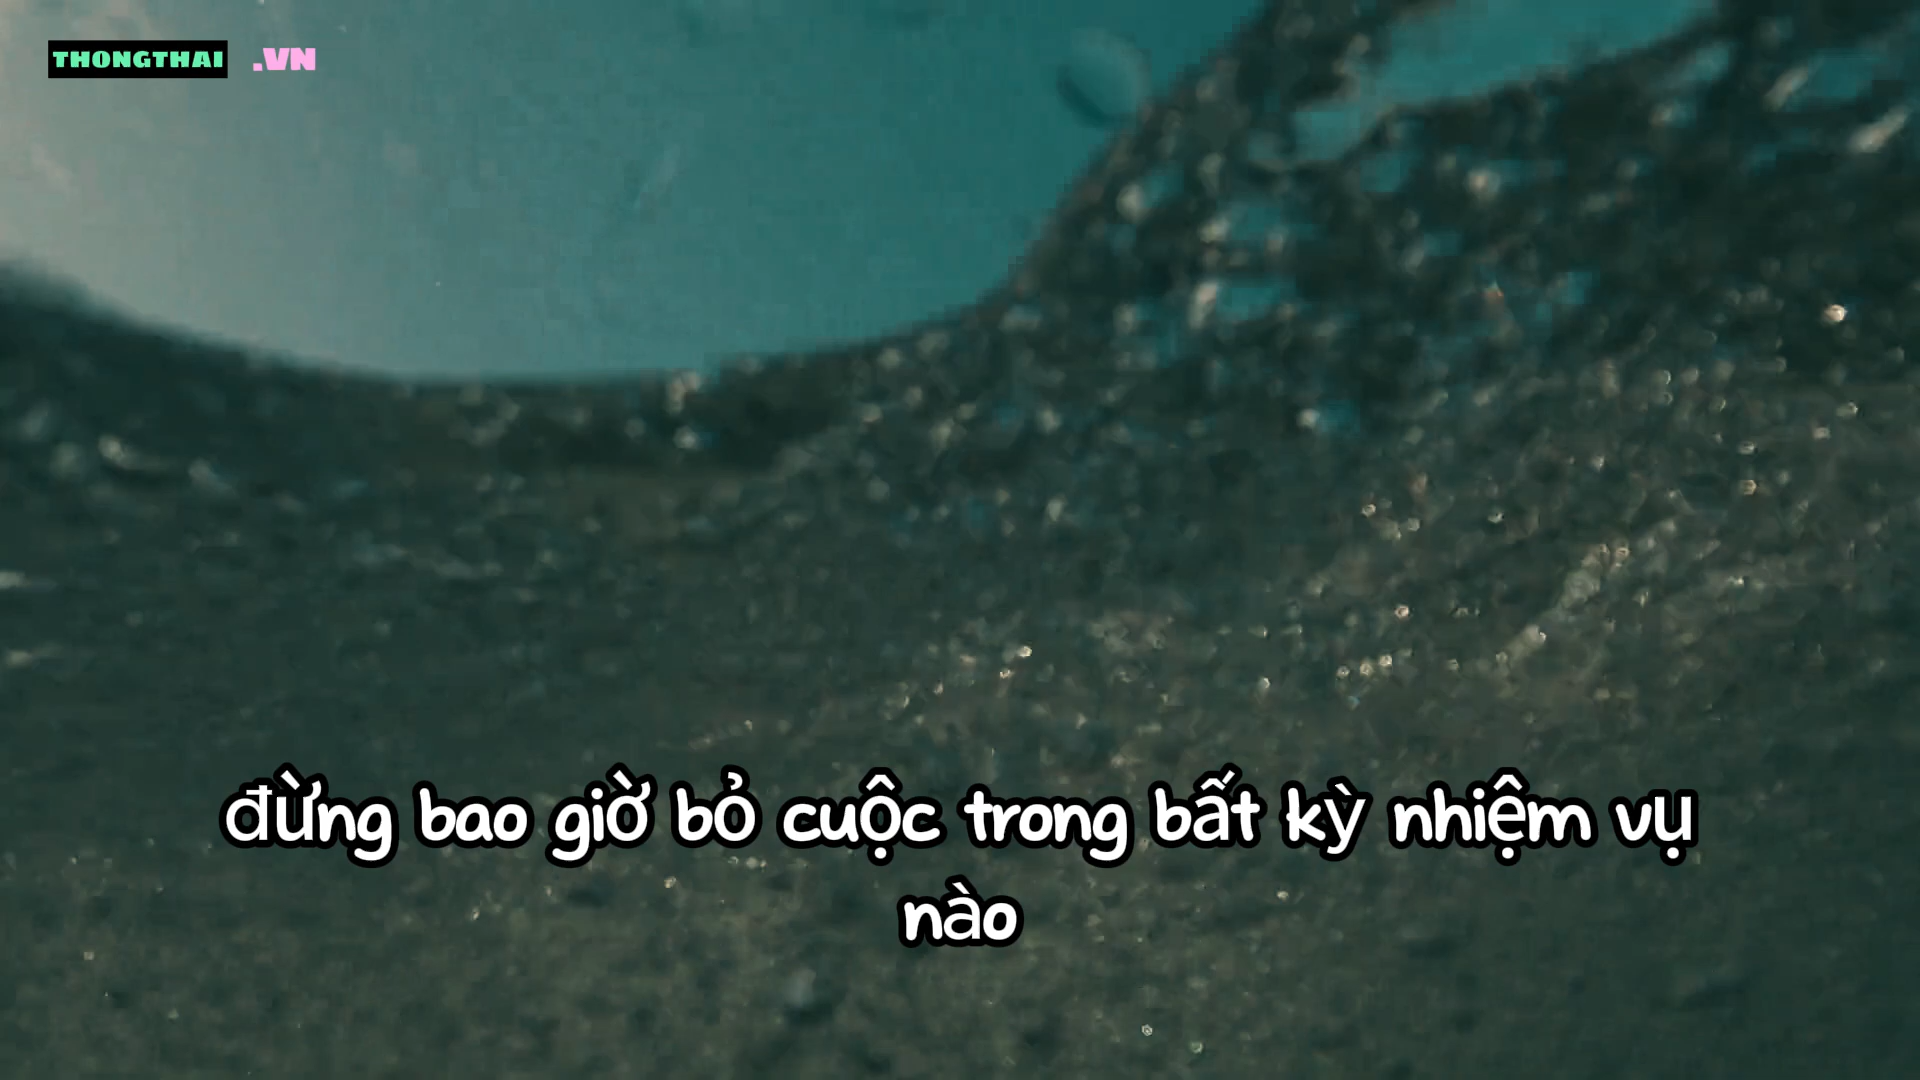 THONGTHAI .VN
đừng bao giờ bỏ cuộc trong bất kỳ nhiệm vụ
nào